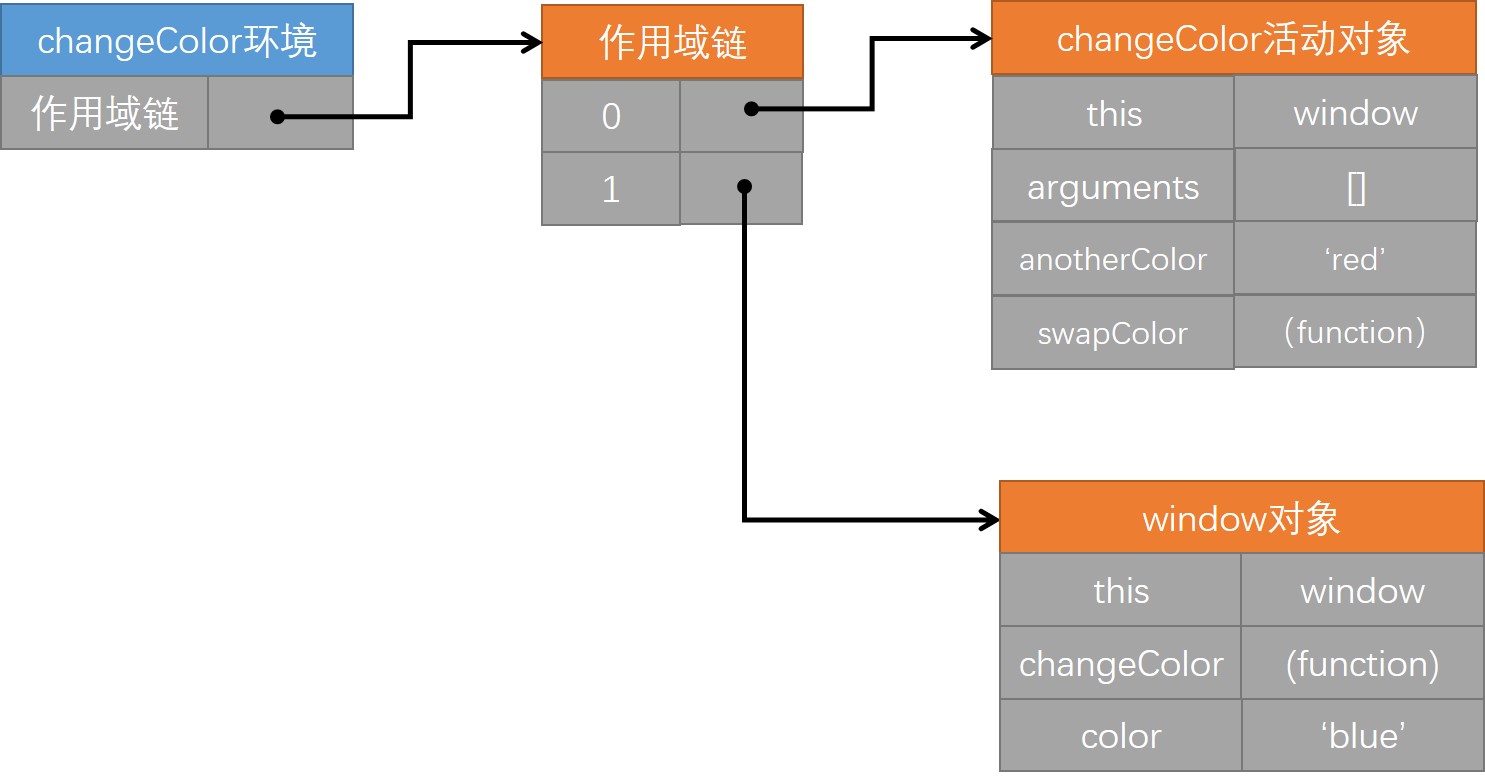 changeColor环境
作用域链
作用域链
0
1
changeColor活动对象
this window
arguments []
anotherColor ‘red’
swapColor （function）
window对象
this window
changeColor (function)
color ‘blue’